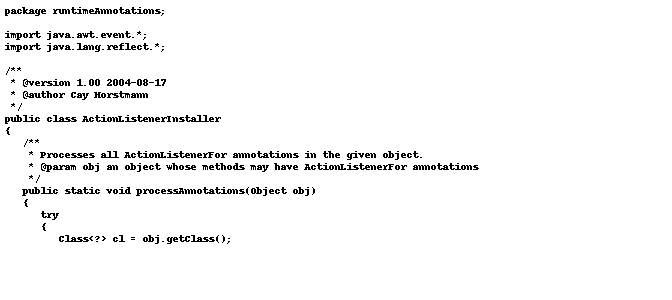 package runtimeAnnotations;
import java.awt.event.*;
import java.lang.reflect.*;
/**
* @version 1.00 2004-08-17
* @author Cay Horstmann
*/
public class ActionListenerInstaller
{
/**
* Processes all ActionListenerFor annotations in the given object.
* @param obj an object whose methods may have ActionListenerFor annotations
*/
public static void processAnnotations(Object obj)
{
try
{
Class<?> cl = obj.getClass();